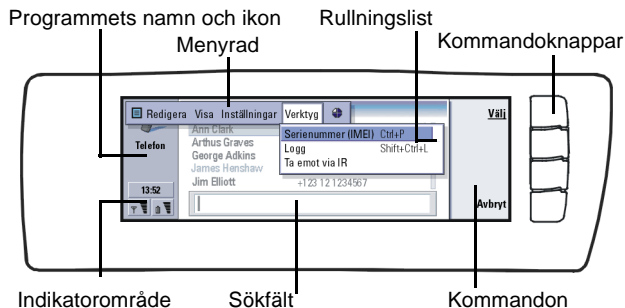 Programmets namn och ikon
Rullningslist
Menyrad
Kommandoknappar
Redigera Visa Inställningar Verktyg
Välj
Ann Clark
Serienummer (IMEI) Ctrl+P
Telefon
Arthus Graves
Logg Shift+Ctrl+L
George Adkins
Ta emot via IR
James Henshaw
Jim Elliott +123 12 1234567
13:52
Avbryt
Indikatorområde
Sökfält
Kommandon